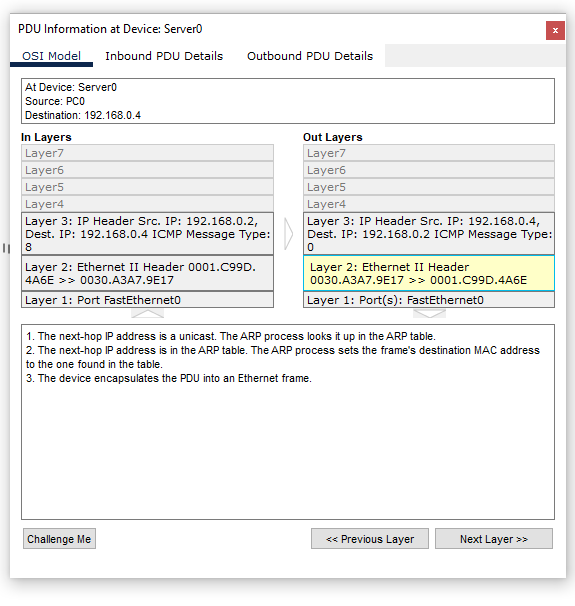 PDU Information at Device: Server0
x
OSI Model Inbound PDU Details Outbound PDU Details
At Device: Server0
Source: PC0
Destination: 192.168.0.4
In Layers
Layer7
Layer6
Layer5
Layer4
Layer 3: IP Header Src. IP: 192.168.0.2,
Dest. IP: 192.168.0.4 ICMP Message Type:
8
Layer 2: Ethernet II Header 0001.C99D.
4A6E >> 0030.A3A7.9E17
Layer 1: Port FastEthernet0
Out Layers
Layer7
Layer6
Layer5
Layer4
Layer 3: IP Header Src. IP: 192.168.0.4,
Dest. IP: 192.168.0.2 ICMP Message Type:
0
Layer 2: Ethernet II Header
0030.A3A7.9E17 >> 0001.C99D.4A6E
Layer 1: Port(s): FastEthernet0
1. The next-hop IP address is a unicast. The ARP process looks it up in the ARP table.
2. The next-hop IP address is in the ARP table. The ARP process sets the frame's destination MAC address
to the one found in the table.
3. The device encapsulates the PDU into an Ethernet frame.
Challenge Me << Previous Layer Next Layer >>